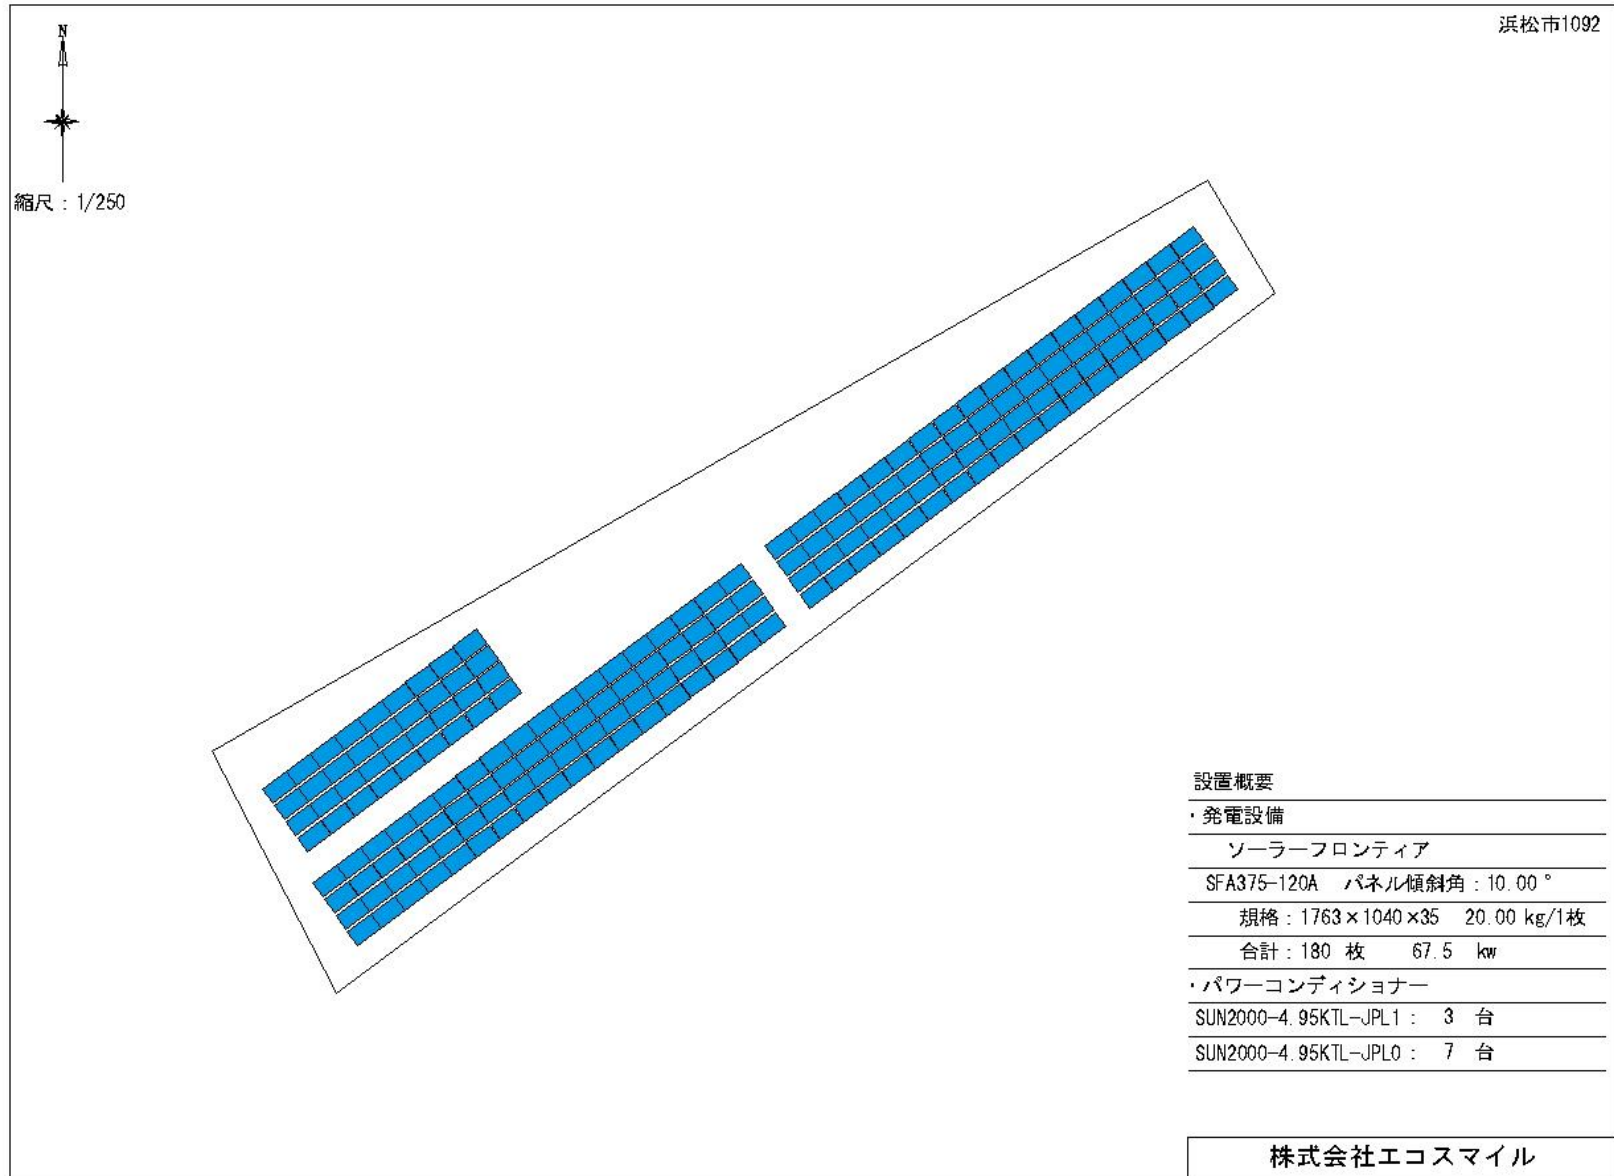 浜松市1092
N
縮尺：1/250
設置概要
・発電設備
ソーラーフロンティア
SFA375-120A パネル傾斜角：10.00°
規格：1763×1040×35 20.00 kg/1枚
合計：180 枚 67.5 kw
・パワーコンディショナー
SUN2000-4.95KTL-JPL1： 3 台
SUN2000-4.95KTL-JPL0： 7 台
株式会社エコスマイル